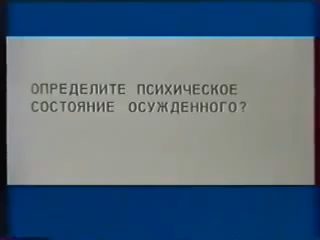 ОПРЕДЕЛИТЕ ПСИХИЧЕСКОЕ
СОСТОЯНИЕ ОСУЖДЕННОГО?